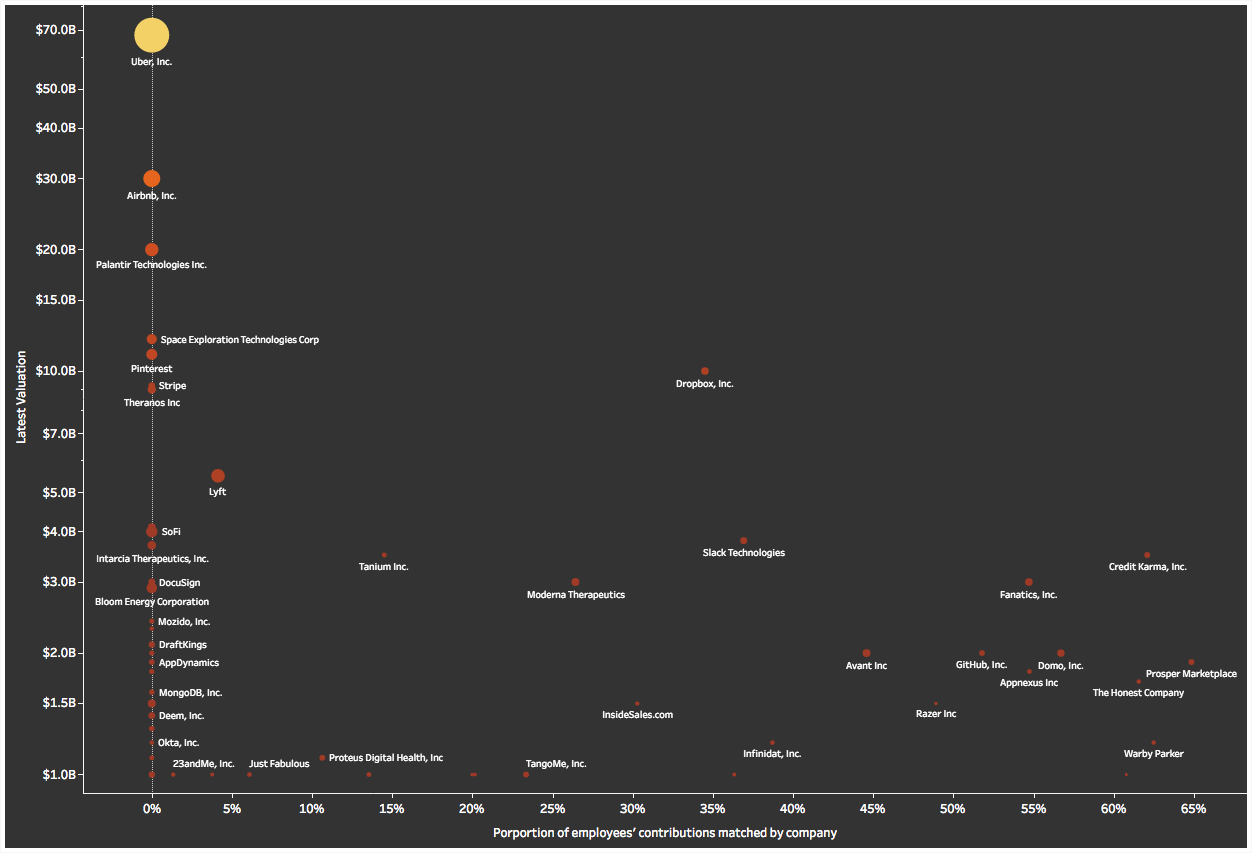 $70.0B
Uber, Inc.
$50.0B
$40.0B
$30.0B
Airbnb, Inc.
$20.0B
Palantir Technologies Inc.
$15.0B
Space Exploration Technologies Corp
Pinterest
$10.0B
Dropbox, Inc.
Stripe
Theranos Inc
Latest Valuation
$7.0B
Lyft
$5.0B
$4.0B
SoFi
Slack Technologies
Intarcia Therapeutics, Inc.
Tanium Inc.
Credit Karma, Inc.
$3.0B
DocuSign
Moderna Therapeutics
Fanatics, Inc.
Bloom Energy Corporation
Mozido, Inc.
DraftKings
$2.0B
AppDynamics
Avant Inc
GitHub, Inc.
Domo, Inc.
Prosper Marketplace
Appnexus Inc
MongoDB, Inc.
The Honest Company
$1.5B
Deem, Inc.
InsideSales.com
Razer Inc
Okta, Inc.
Infinidat, Inc.
Warby Parker
23andMe, Inc.
Just Fabulous
Proteus Digital Health, Inc
TangoMe, Inc.
$1.0B
0%
5%
10%
15%
20%
25%
30%
35%
40%
45%
50%
55%
60%
65%
Porportion of employees' contributions matched by company